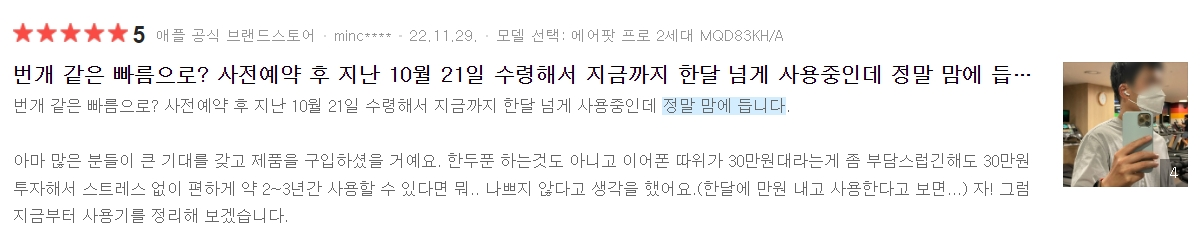 5 애플 공식 브랜드스토어 · minc**** · 22.11.29. · 모델 선택: 에어팟 프로 2세대 MQD83KH/A
번개 같은 빠름으로? 사전예약 후 지난 10월 21일 수령해서 지금까지 한달 넘게 사용중인데 정말 맘에 듭…
번개 같은 빠름으로? 사전예약 후 지난 10월 21일 수령해서 지금까지 한달 넘게 사용중인데 정말 맘에 듭니다.
아마 많은 분들이 큰 기대를 갖고 제품을 구입하셨을 거예요. 한두푼 하는것도 아니고 이어폰 따위가 30만원대라는게 좀 부담스럽긴해도 30만원
투자해서 스트레스 없이 편하게 약 2~3년간 사용할 수 있다면 뭐.. 나쁘지 않다고 생각을 했어요.(한달에 만원 내고 사용한다고 보면...) 자! 그럼
지금부터 사용기를 정리해 보겠습니다.
4